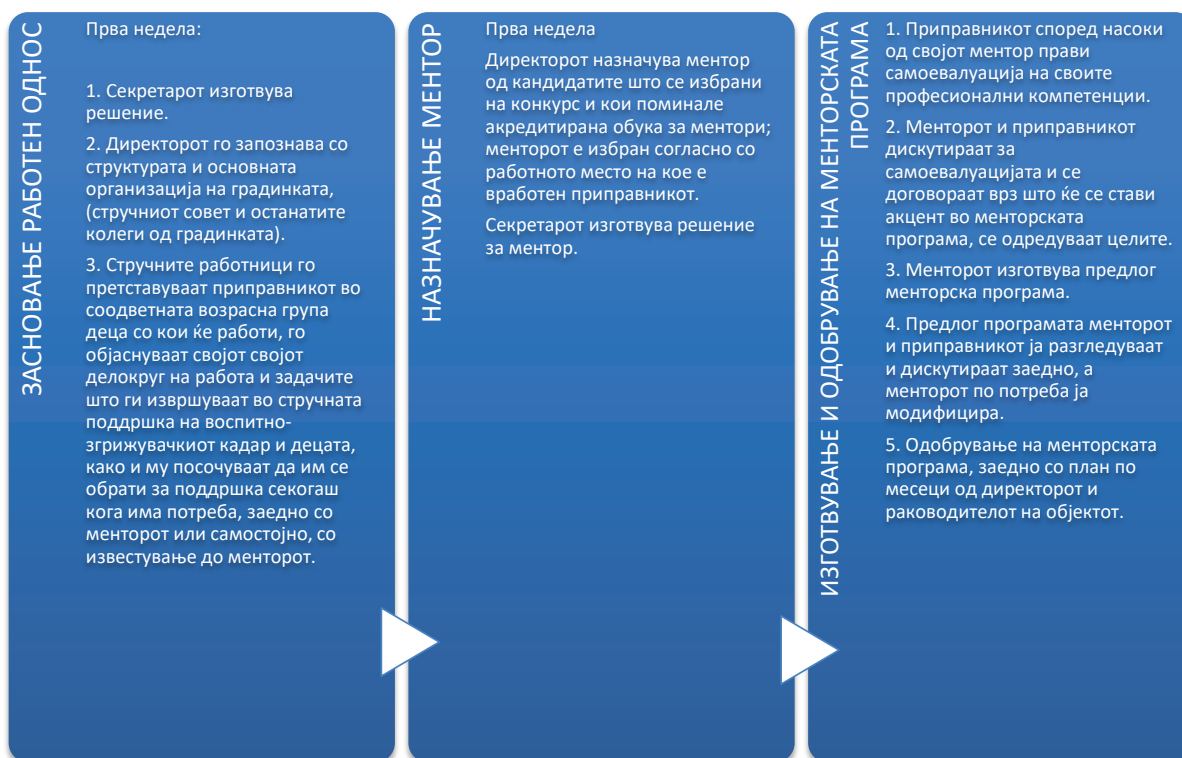 ЗАСНОВАЊЕ РАБОТЕН ОДНОС
Прва недела:
1. Секретарот изготвува
решение.
2. Директорот го запознава со
структурата и основната
организација на градинката,
(стручниот совет и останатите
колеги од градинката).
3. Стручните работници го
претставуваат приправникот во
соодветната возрасна група
деца со кои ќе работи, го
објаснуваат својот својот
делокруг на работа и задачите
што ги извршуваат во стручната
поддршка на воспитно-
згрижувачкиот кадар и децата,
како и му посочуваат да им се
обрати за поддршка секогаш
кога има потреба, заедно со
менторот или самостојно, со
известување до менторот.
НАЗНАЧУВАЊЕ МЕНТОР
Прва недела
Директорот назначува ментор
од кандидатите што се избрани
на конкурс и кои поминале
акредитирана обука за ментори;
менторот е избран согласно со
работното место на кое е
вработен приправникот.
Секретарот изготвува решение
за ментор.
ИЗГОТВУВАЊЕ И ОДОБРУВАЊЕ НА МЕНТОРСКАТА
ПРОГРАМА
1. Приправникот според насоки
од својот ментор прави
самоевалуација на своите
професионални компетенции.
2. Менторот и приправникот
дискутираат за
самоевалуацијата и се
договораат врз што ќе се стави
акцент во менторската
програма, се одредуваат целите.
3. Менторот изготвува предлог
менторска програма.
4. Предлог програмата менторот
и приправникот ја разгледуваат
и дискутираат заедно, а
менторот по потреба ја
модифицира.
5. Одобрување на менторската
програма, заедно со план по
месеци од директорот и
раководителот на објектот.